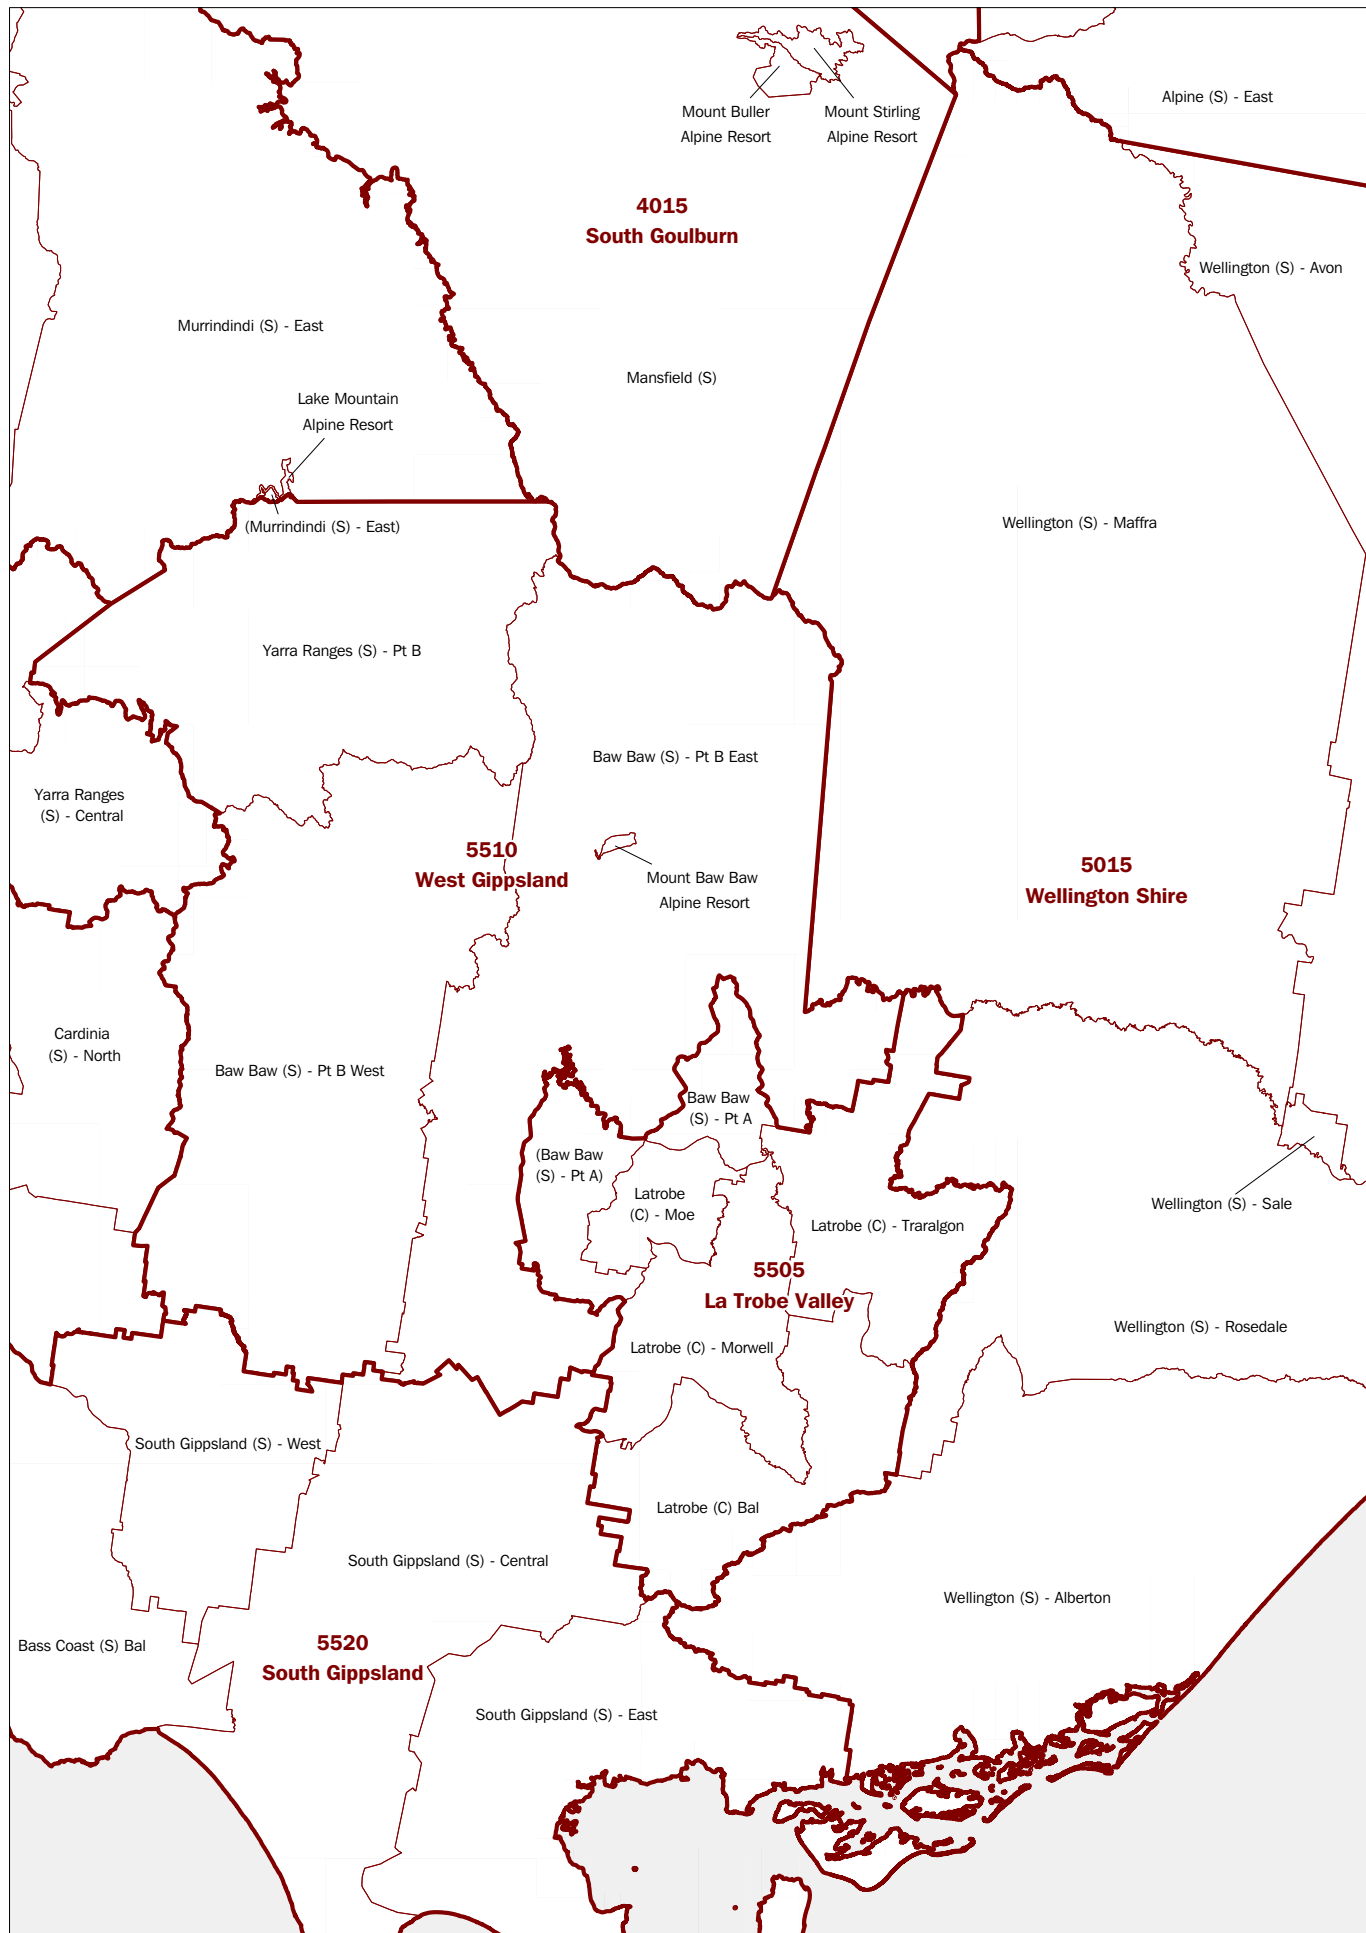 Mount Buller
Alpine Resort
Mount Stirling
Alpine Resort
Alpine (S) - East
4015
South Goulburn
Wellington (S) - Avon
Murrindindi (S) - East
Mansfield (S)
Lake Mountain
Alpine Resort
(Murrindindi (S) - East)
Wellington (S) - Maffra
Yarra Ranges (S) - Pt B
Baw Baw (S) - Pt B East
Yarra Ranges
(S) - Central
5510
West Gippsland
Mount Baw Baw
Alpine Resort
5015
Wellington Shire
Cardinia
(S) - North
Baw Baw (S) - Pt B West
Baw Baw
(S) - Pt A
(Baw Baw
(S) - Pt A)
Latrobe
(C) - Moe
Wellington (S) - Sale
Latrobe (C) - Traralgon
5505
La Trobe Valley
Wellington (S) - Rosedale
Latrobe (C) - Morwell
South Gippsland (S) - West
Latrobe (C) Bal
South Gippsland (S) - Central
Wellington (S) - Alberton
Bass Coast (S) Bal
5520
South Gippsland
South Gippsland (S) - East